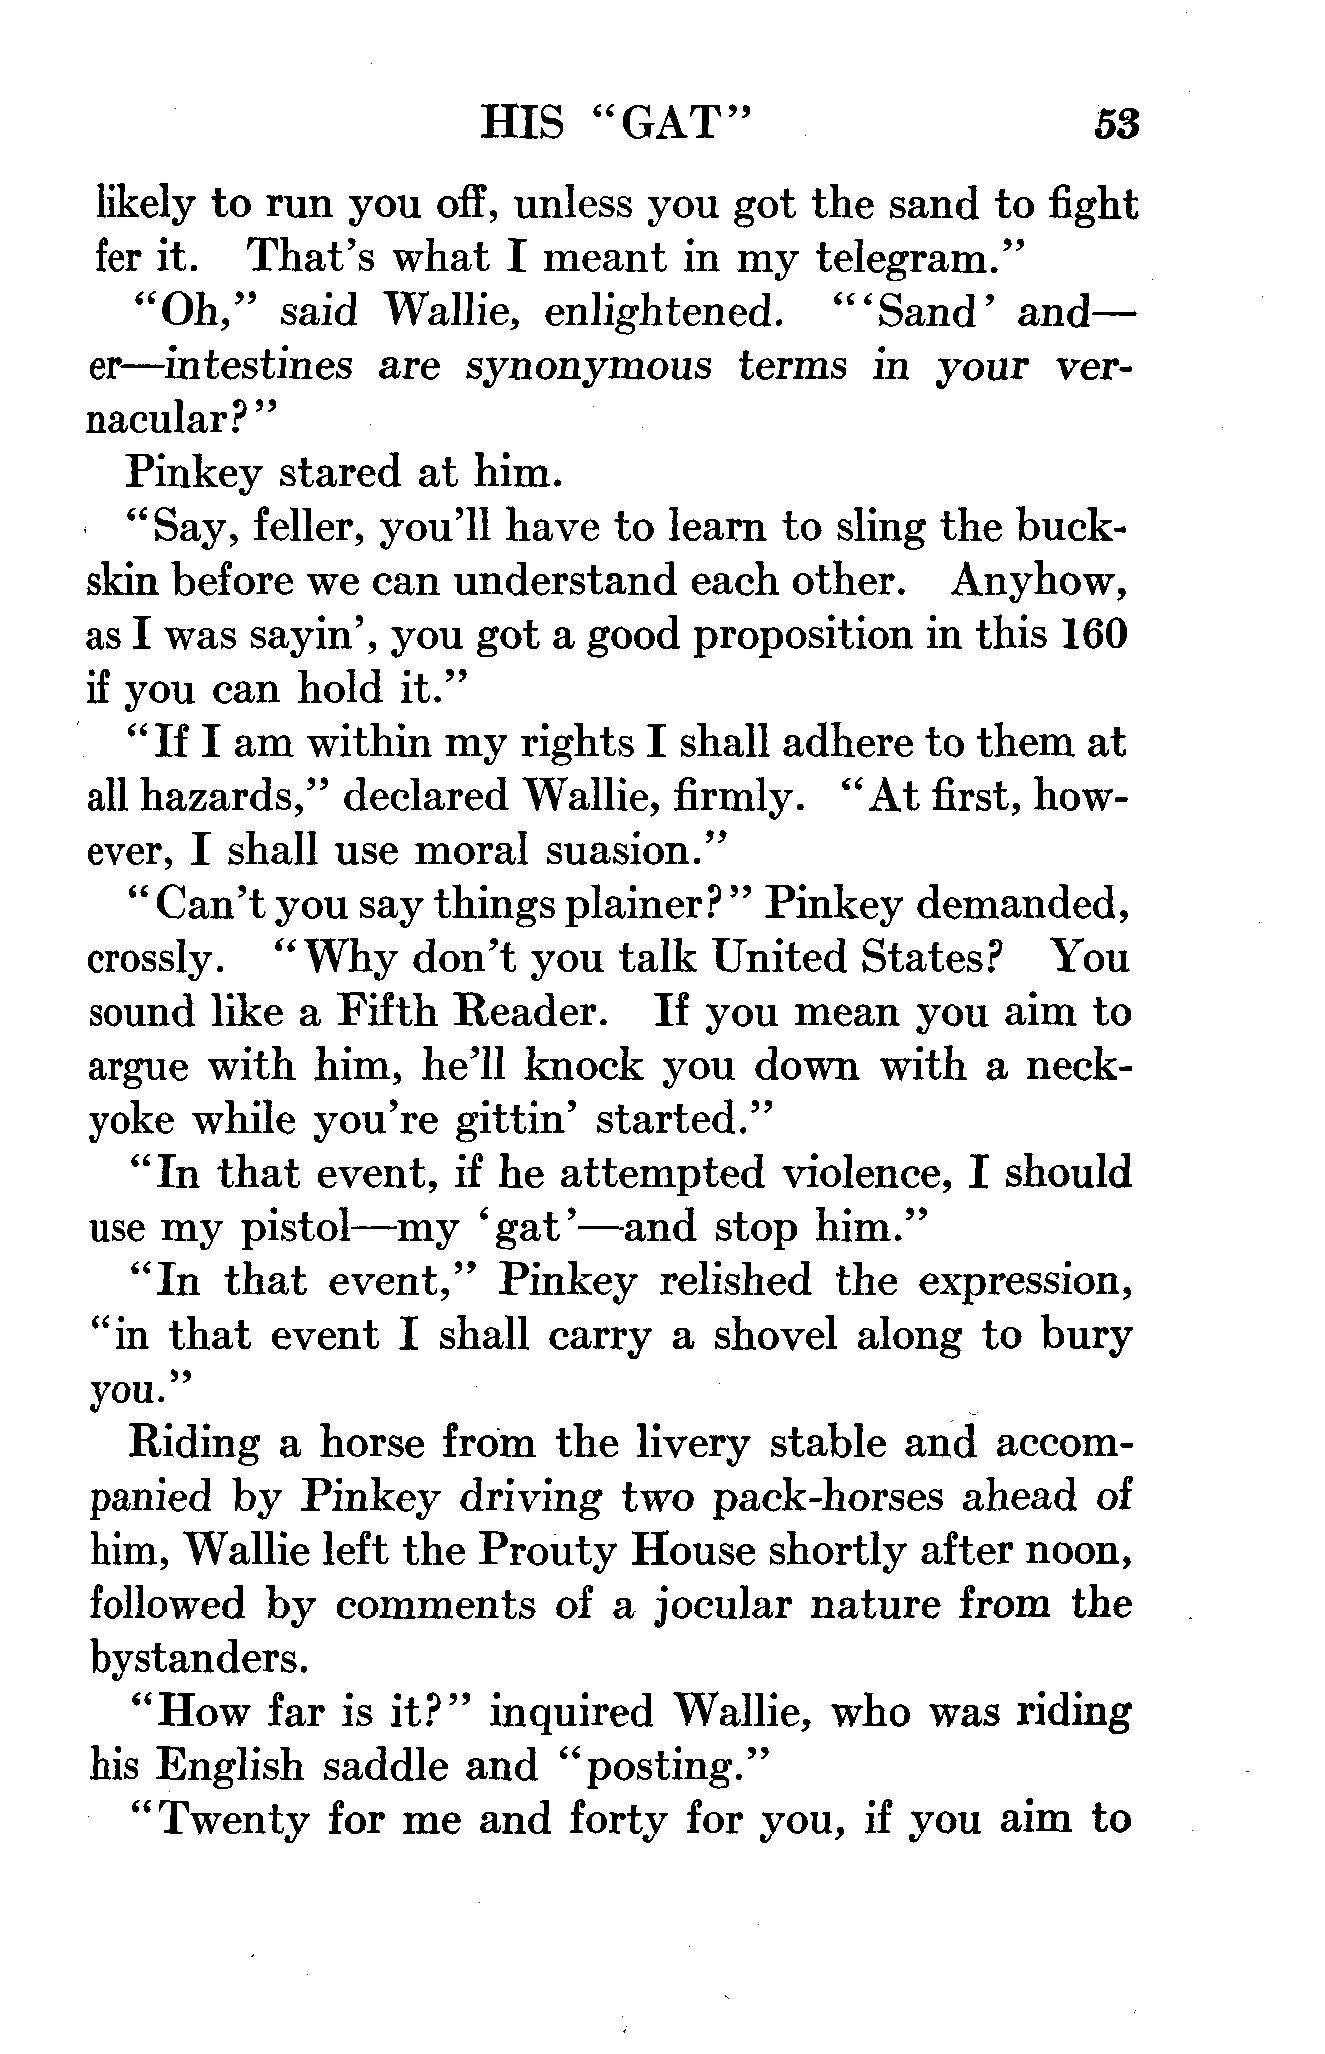 HIS “GAT” 53
likely to run you off, unless you got the sand to fight
fer it. That’s what I meant in my telegram.”
“Oh,” said Wallie, enlightened. “‘Sand’ and—
er—intestines are synonymous terms in your ver-
nacular?”
Pinkey stared at him.
“Say, feller, you’ll have to learn to sling the buck-
skin before we can understand each other. Anyhow,
as I was sayin’, you got a good proposition in this 160
if you can hold it.”
“If I am within my rights I shall adhere to them at
all hazards,” declared Wallie, firmly. “At first, how-
ever, I shall use moral suasion.”
“Can’t you say things plainer?” Pinkey demanded,
crossly. “Why don’t you talk United States? You
sound like a Fifth Reader. If you mean you aim to
argue with him, he’ll knock you down with a neck-
yoke while you’re gittin’ started.”
“In that event, if he attempted violence, I should
use my pistol—my ‘gat’—and stop him.”
“In that event,” Pinkey relished the expression,
“in that event I shall carry a shovel along to bury
you.”
Riding a horse from the livery stable and accom-
panied by Pinkey driving two pack-horses ahead of
him, Wallie left the Prouty House shortly after noon,
followed by comments of a jocular nature from the
bystanders.
“How far is it?” inquired Wallie, who was riding
his English saddle and “posting.”
“Twenty for me and forty for you, if you aim to